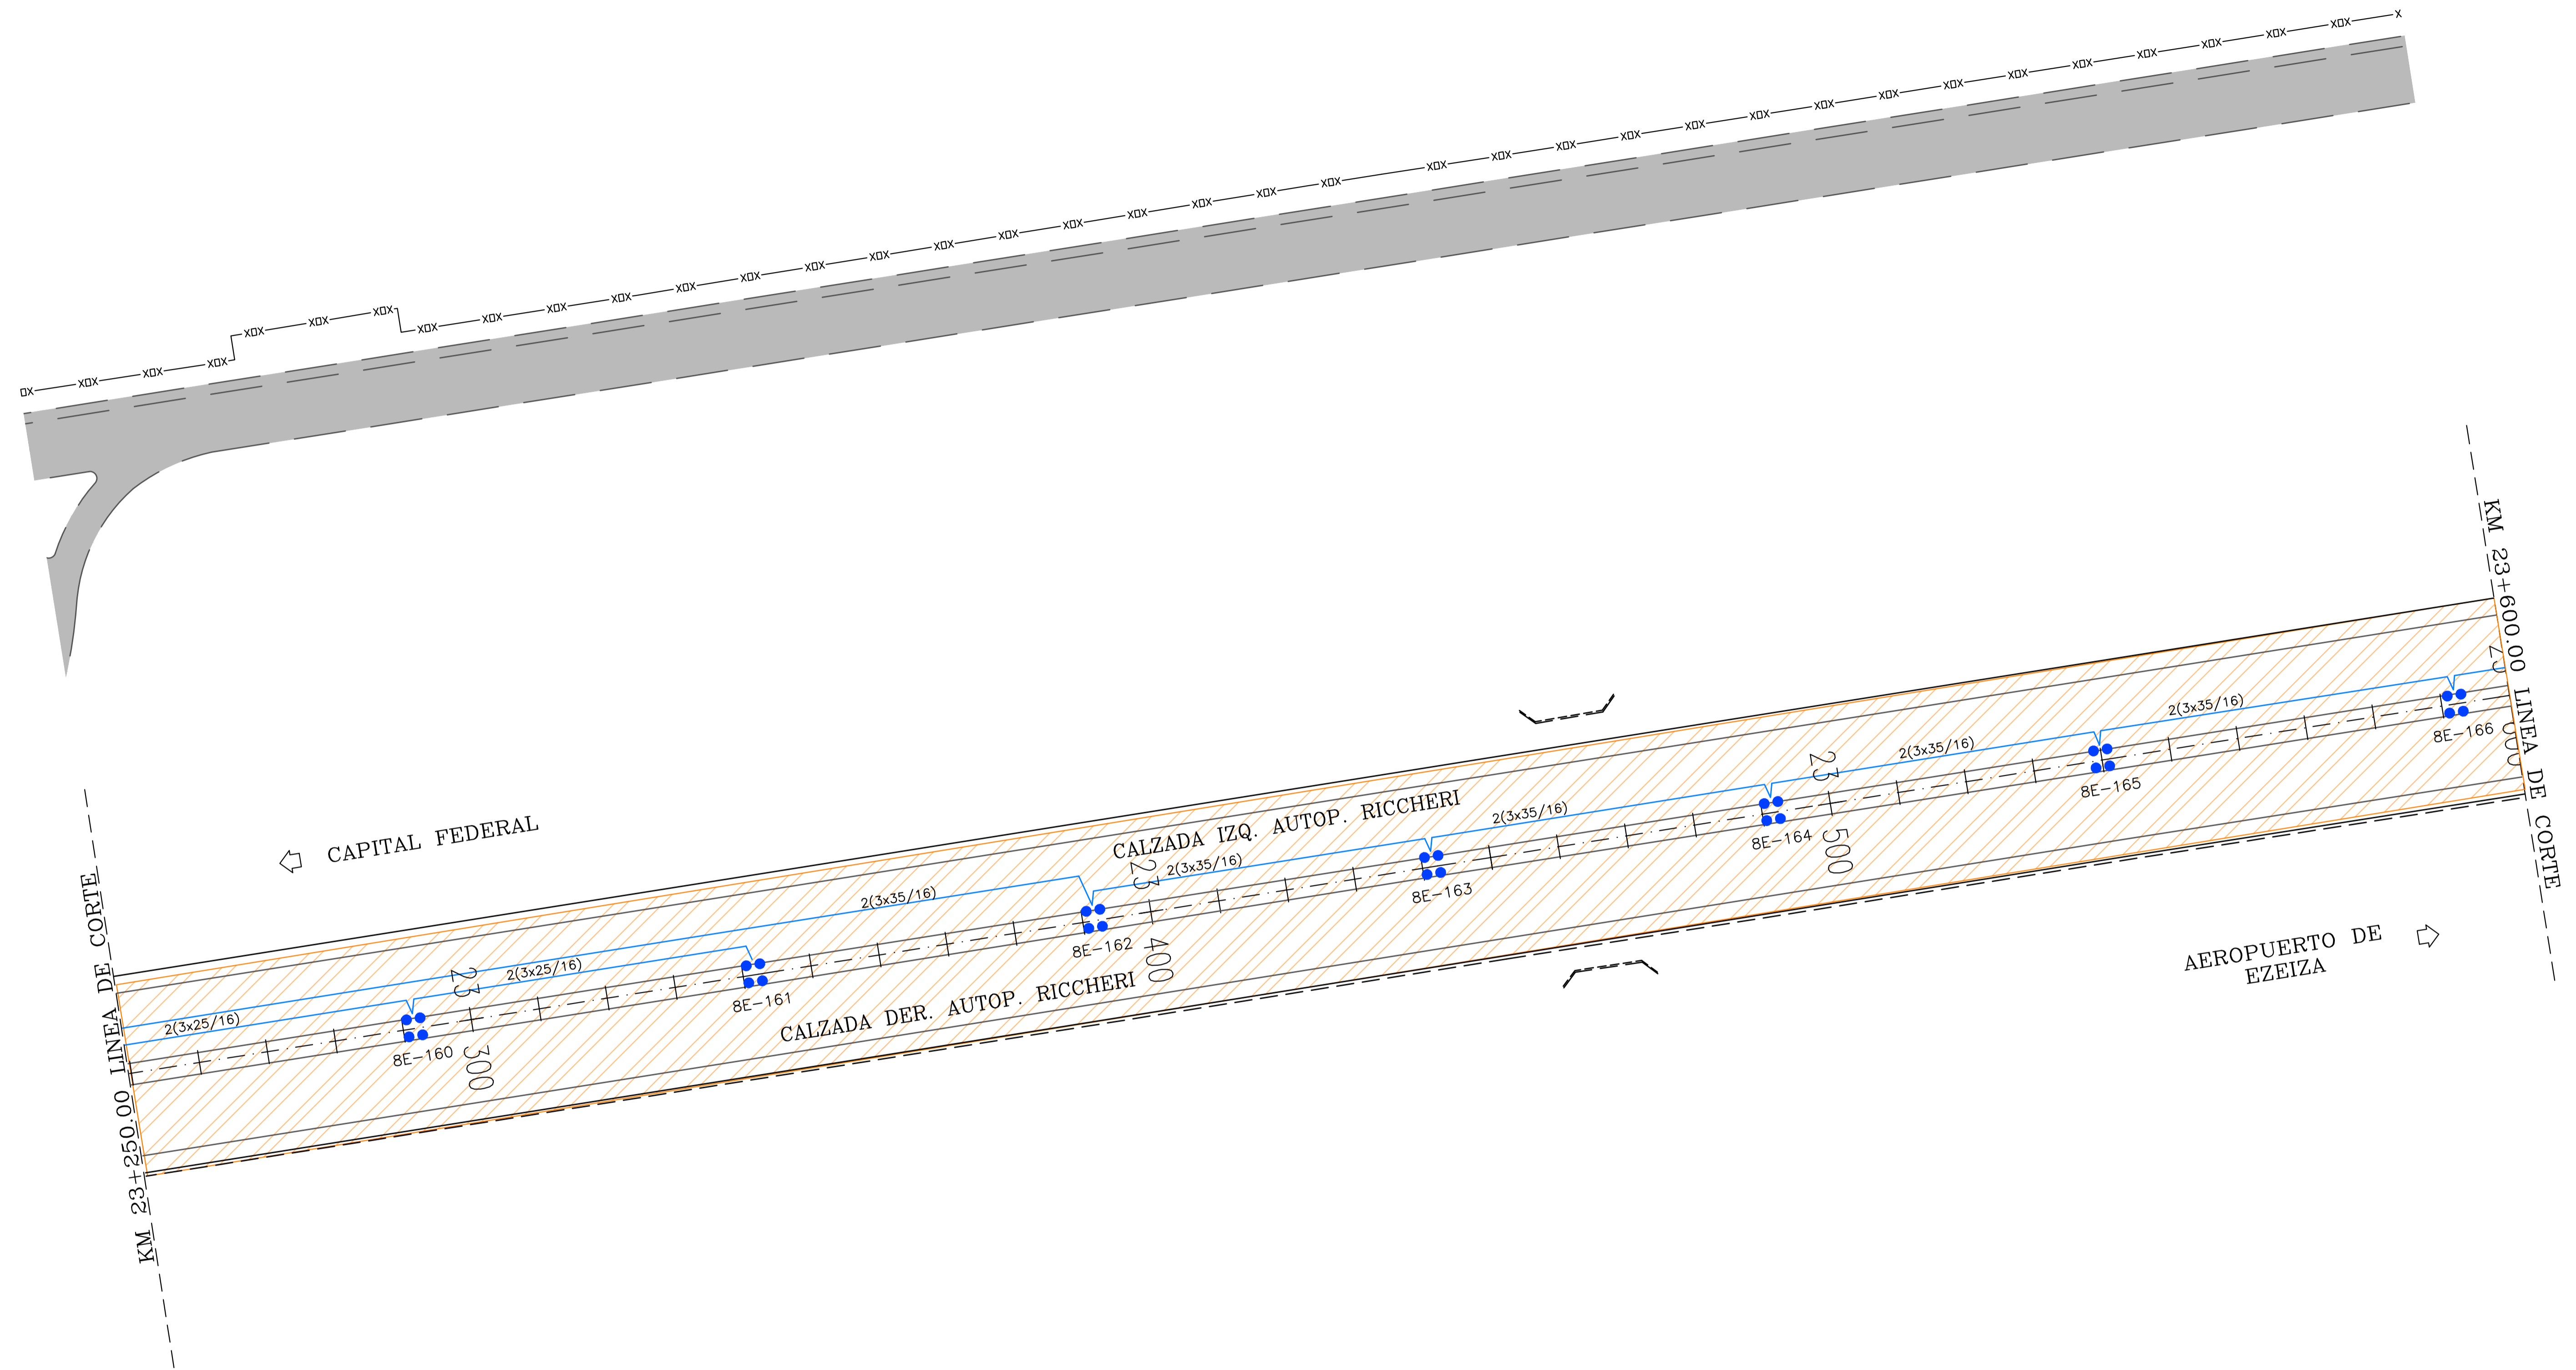 CAPITAL FEDERAL
KM 23+250.00 LINEA DE CORTE
KM 23+600.00 LINEA DE CORTE
CALZADA IZQ. AUTOP. RICCHERI
CALZADA DER. AUTOP. RICCHERI
AEROPUERTO DE
EZEIZA
2(3x25/16)
2(3x25/16)
2(3x35/16)
2(3x35/16)
2(3x35/16)
2(3x35/16)
2(3x35/16)
8E-160
8E-161
8E-162
8E-163
8E-164
8E-165
8E-166
23
300
23
400
23
500